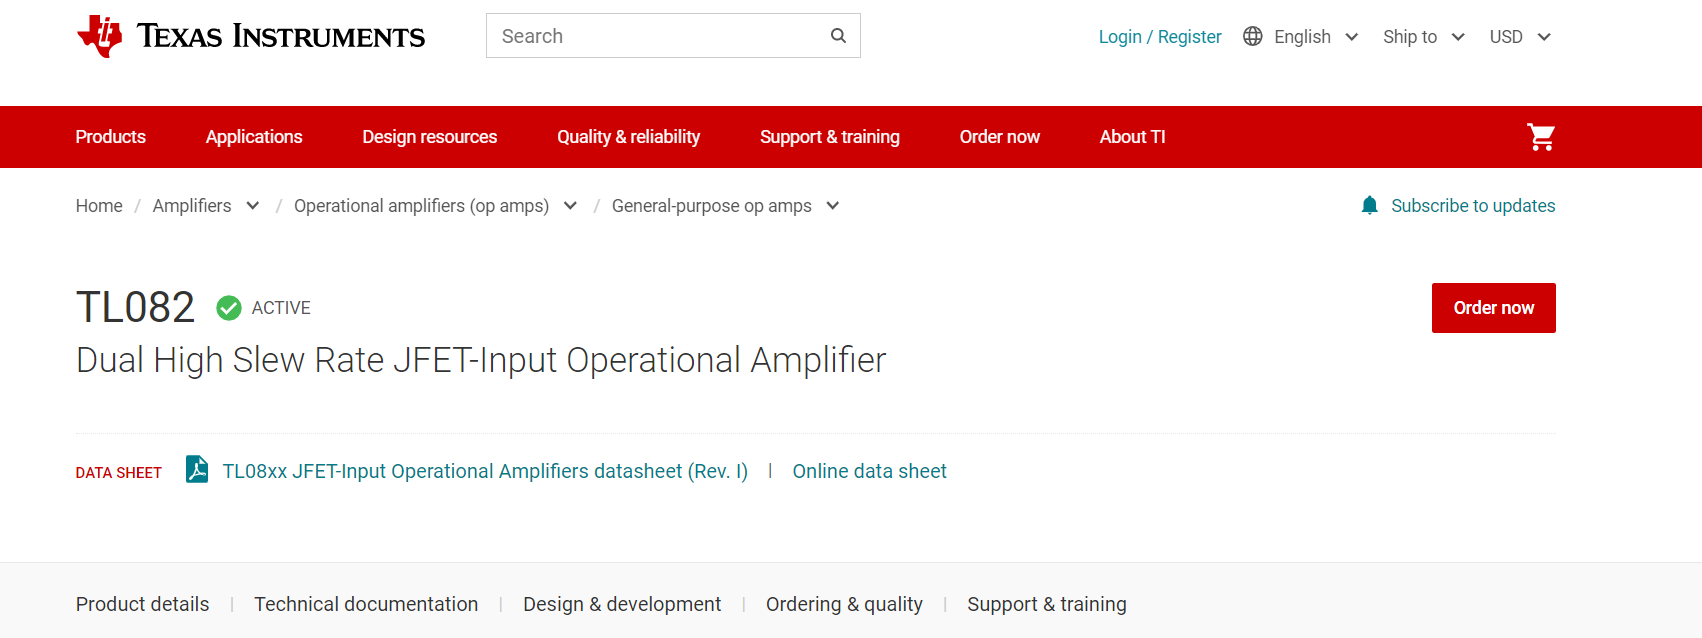 TEXAS INSTRUMENTS
Search
Login / Register English Ship to USD
Products Applications Design resources Quality & reliability Support & training Order now About TI
Home / Amplifiers / Operational amplifiers (op amps) / General-purpose op amps
Subscribe to updates
TL082 ACTIVE
Order now
Dual High Slew Rate JFET-Input Operational Amplifier
DATA SHEET TL08xx JFET-Input Operational Amplifiers datasheet (Rev. I) | Online data sheet
Product details | Technical documentation | Design & development | Ordering & quality | Support & training